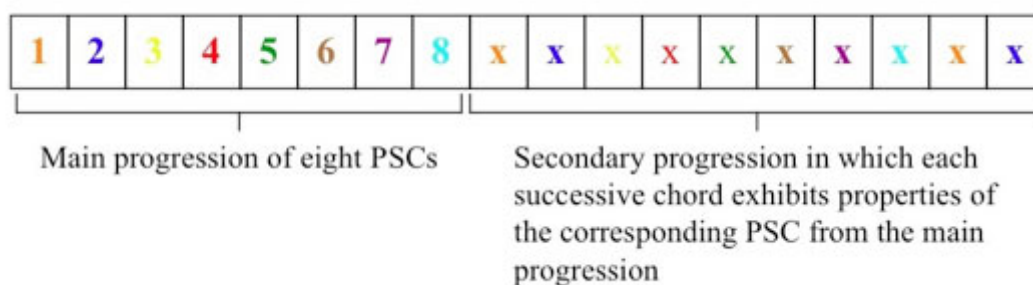 1 2 3 4 5 6 7 8 x x x x x x x x x x
Main progression of eight PSCs
Secondary progression in which each
successive chord exhibits properties of
the corresponding PSC from the main
progression